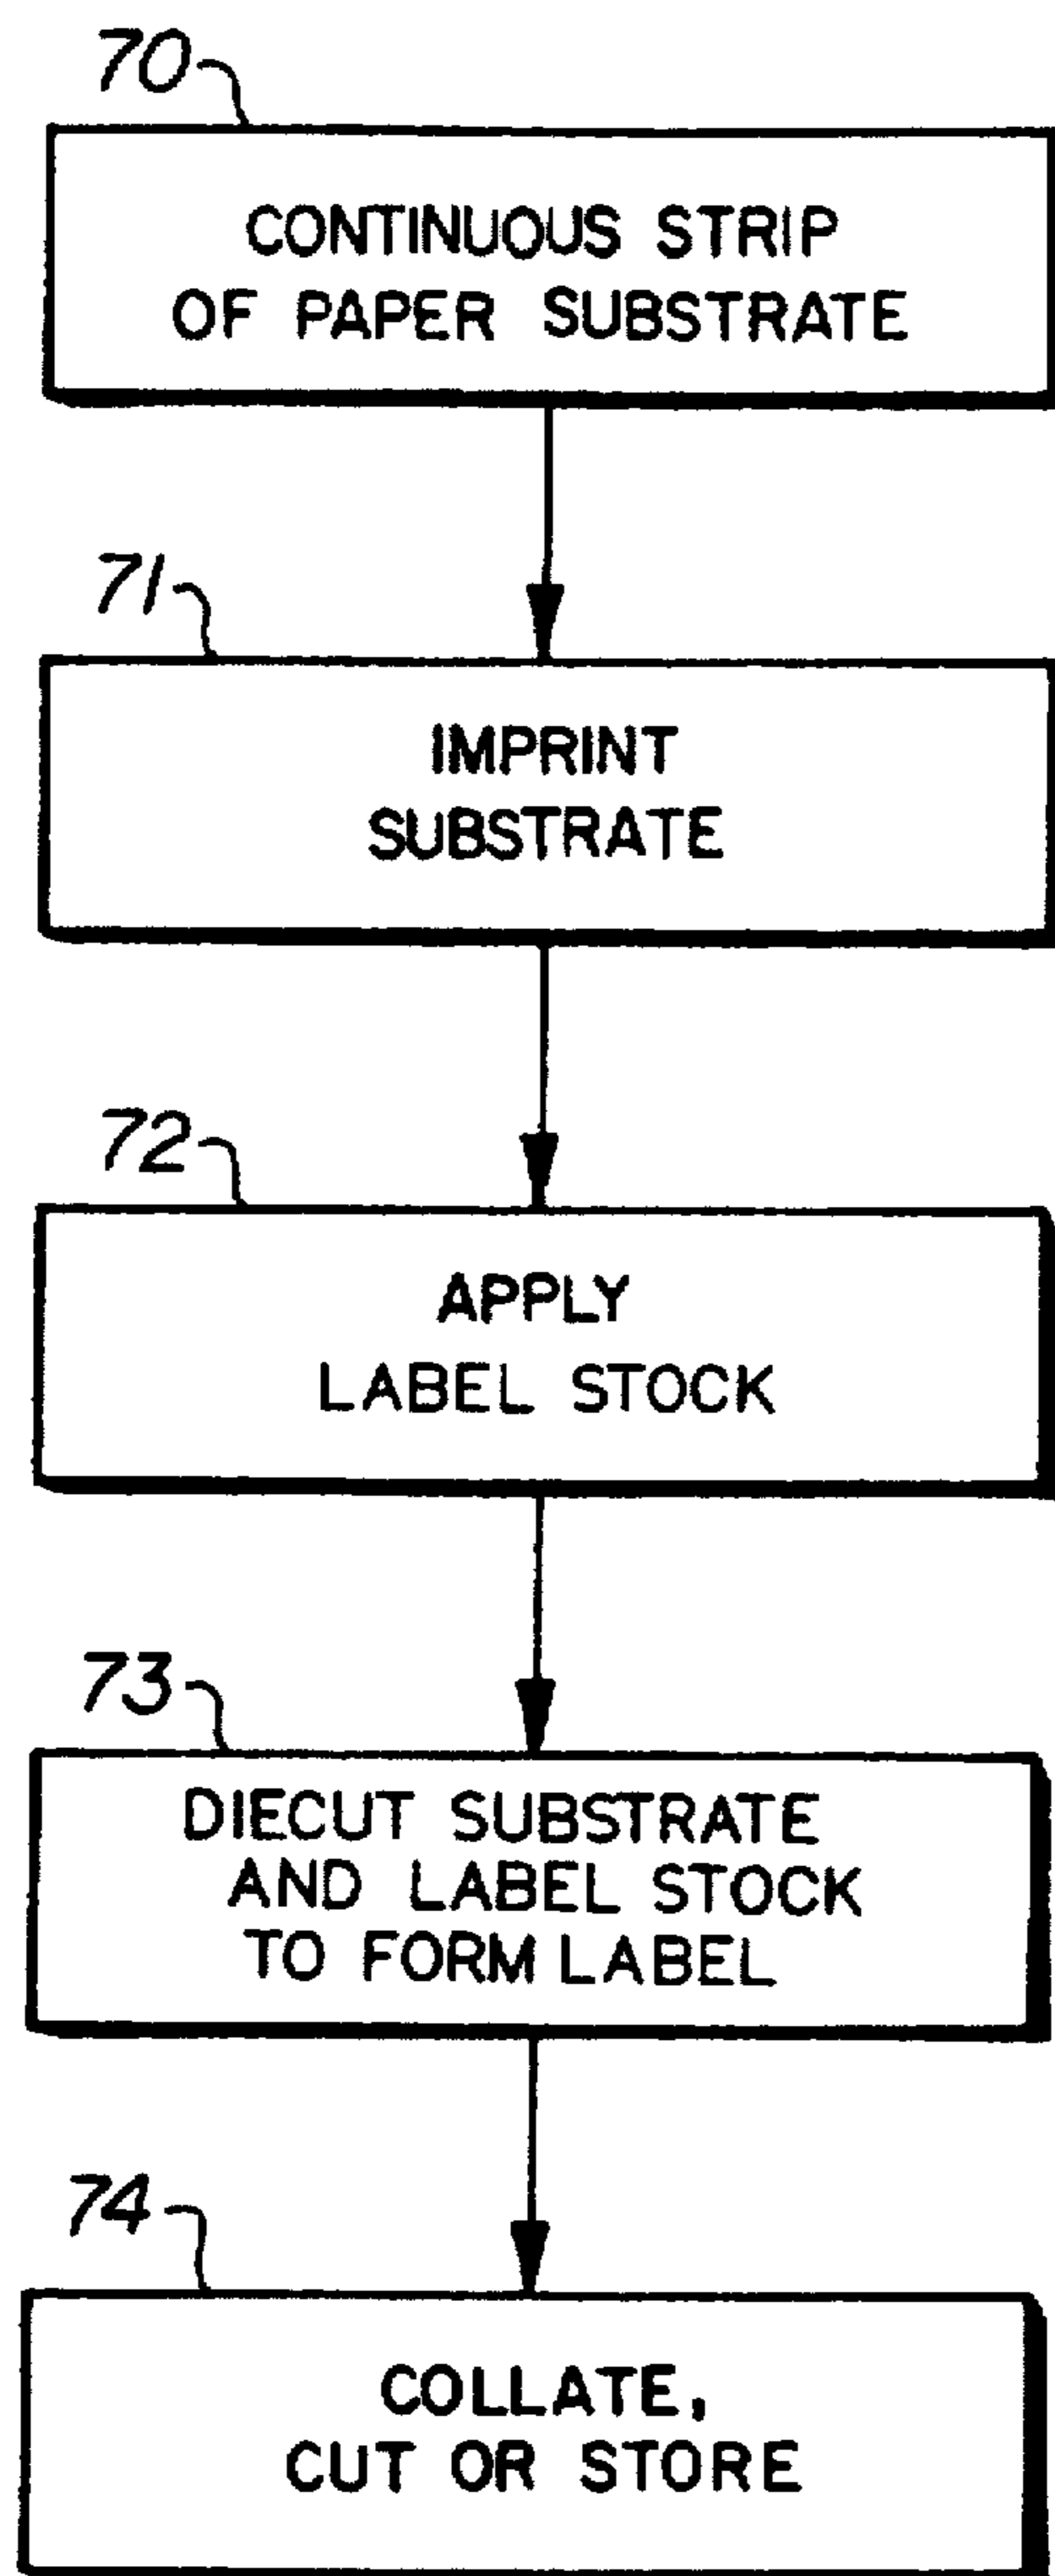 70
CONTINUOUS STRIP
OF PAPER SUBSTRATE
71
IMPRINT
SUBSTRATE
72
APPLY
LABEL STOCK
73
DIECUT SUBSTRATE
AND LABEL STOCK
TO FORM LABEL
74
COLLATE,
CUT OR STORE